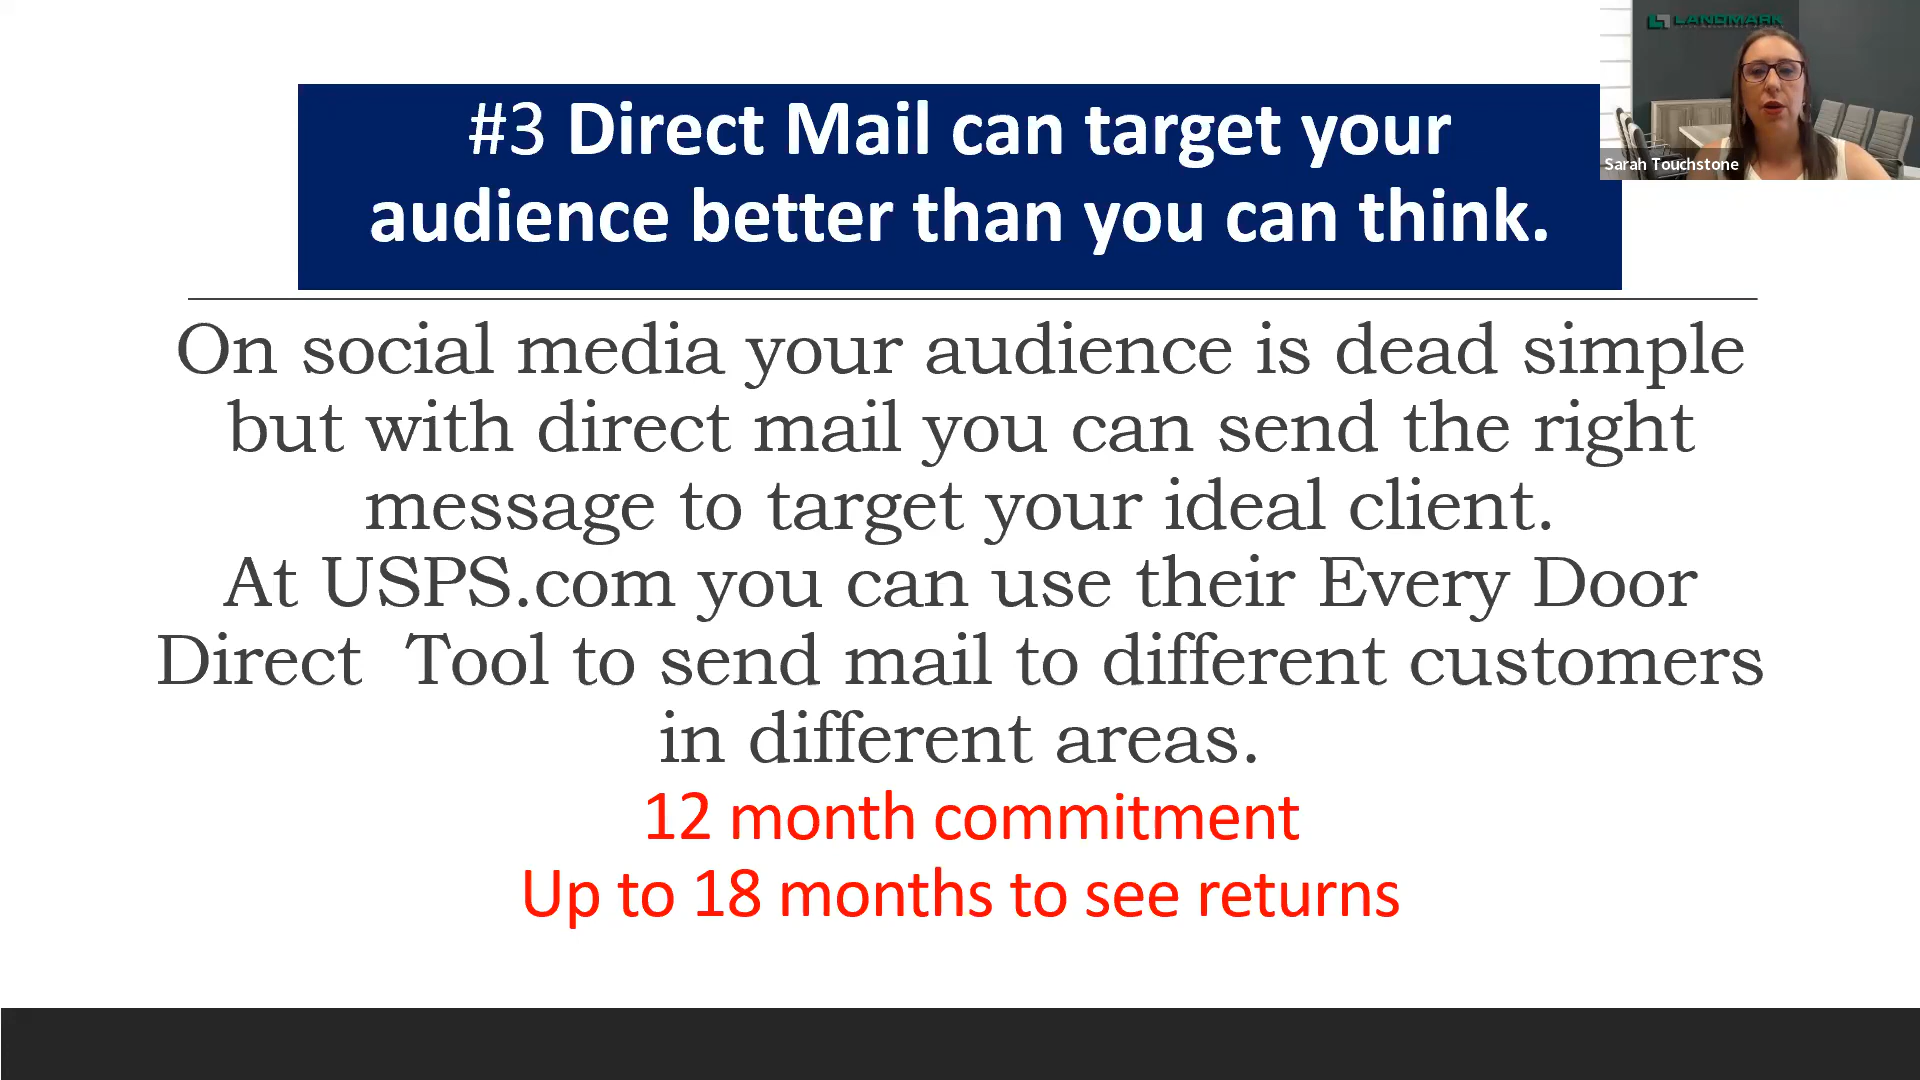 LANDMARK
#3 Direct Mail can target your
audience better than you can think.
Sarah Touchstone
On social media your audience is dead simple
but with direct mail you can send the right
message to target your ideal client.
At USPS.com you can use their Every Door
Direct  Tool to send mail to different customers
in different areas.
12 month commitment
Up to 18 months to see returns